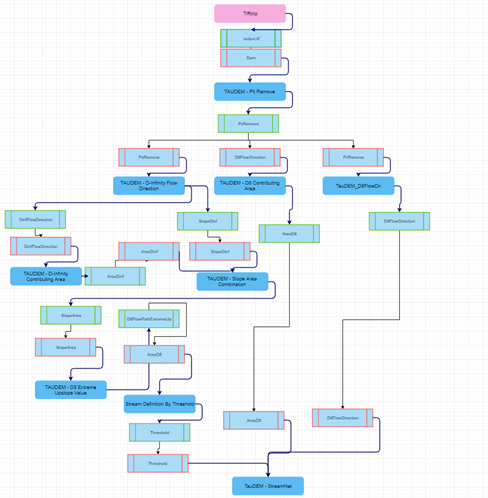 Tiffclip
output.tif
Dem
TAUDEM - Pit Remove
PitRemove
PitRemove
D8FlowDirection
PitRemove
TAUDEM - D-Infinity Flow
Direction
TAUDEM - D8 Contributing
Area
TauDEM_D8FlowDir
DinfFlowDirection
SlopeDinf
D8FlowDirection
DinfFlowDirection
AreaDinf
SlopeDinf
AreaD8
TAUDEM - D-Infinity
Contributing Area
AreaDinf
TAUDEM - Slope Area
Combination
SlopeArea
D8FlowPathExtremeUp
SlopeArea
AreaD8
TAUDEM - D8 Extreme
Upslope Value
Stream Definition By Threshold
AreaD8
D8FlowDirection
Threshold
Threshold
TauDEM - StreamNet